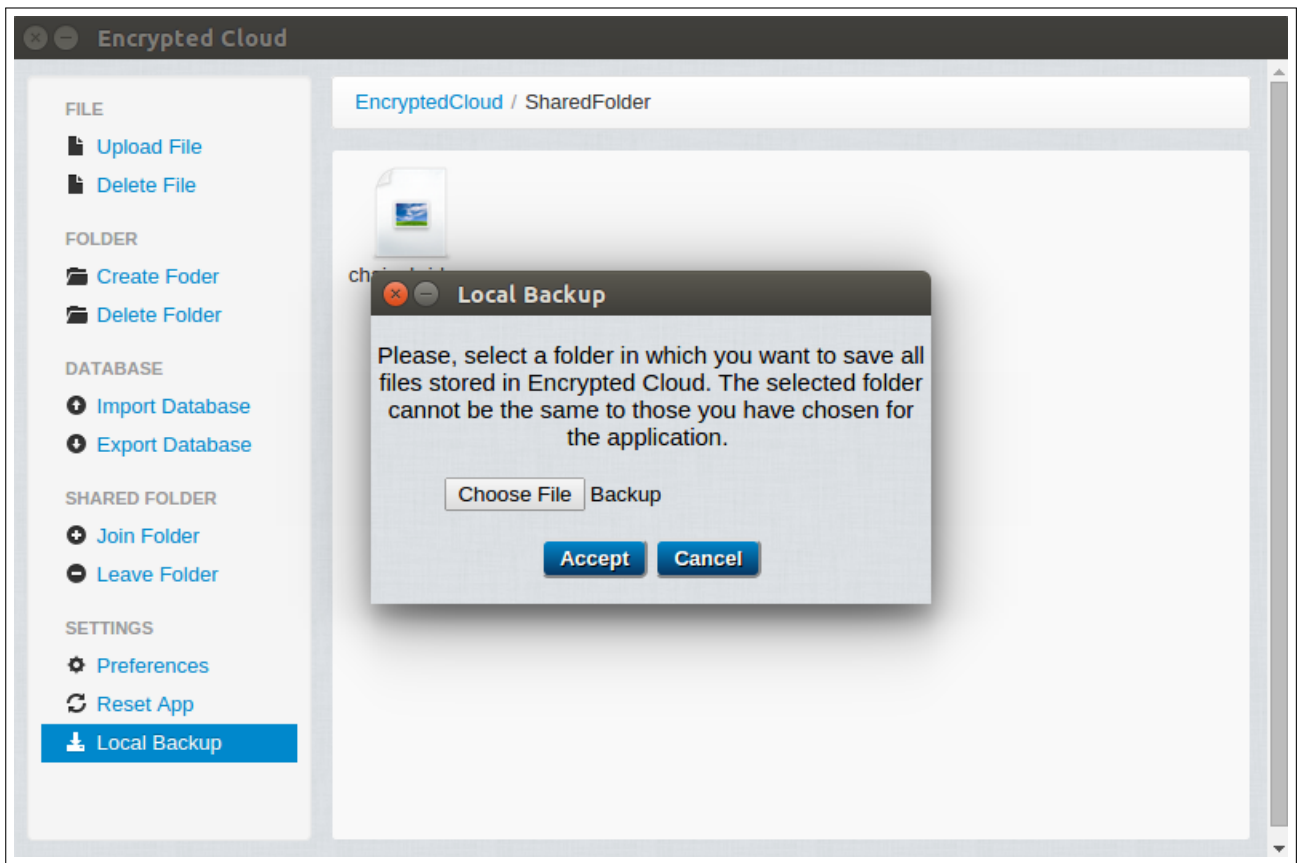 Encrypted Cloud
FILE
Upload File
Delete File
FOLDER
Create Foder
Delete Folder
DATABASE
Import Database
Export Database
SHARED FOLDER
Join Folder
Leave Folder
SETTINGS
Preferences
Reset App
Local Backup
EncryptedCloud / SharedFolder
Local Backup
Please, select a folder in which you want to save all
files stored in Encrypted Cloud. The selected folder
cannot be the same to those you have chosen for
the application.
Choose File Backup
Accept Cancel